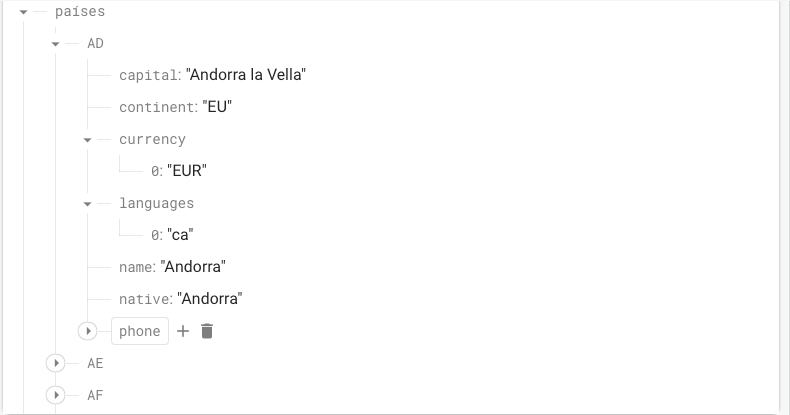 países
AD
capital: "Andorra la Vella"
continent: "EU"
currency
0: "EUR"
languages
0: "ca"
name: "Andorra"
native: "Andorra"
phone
AE
AF